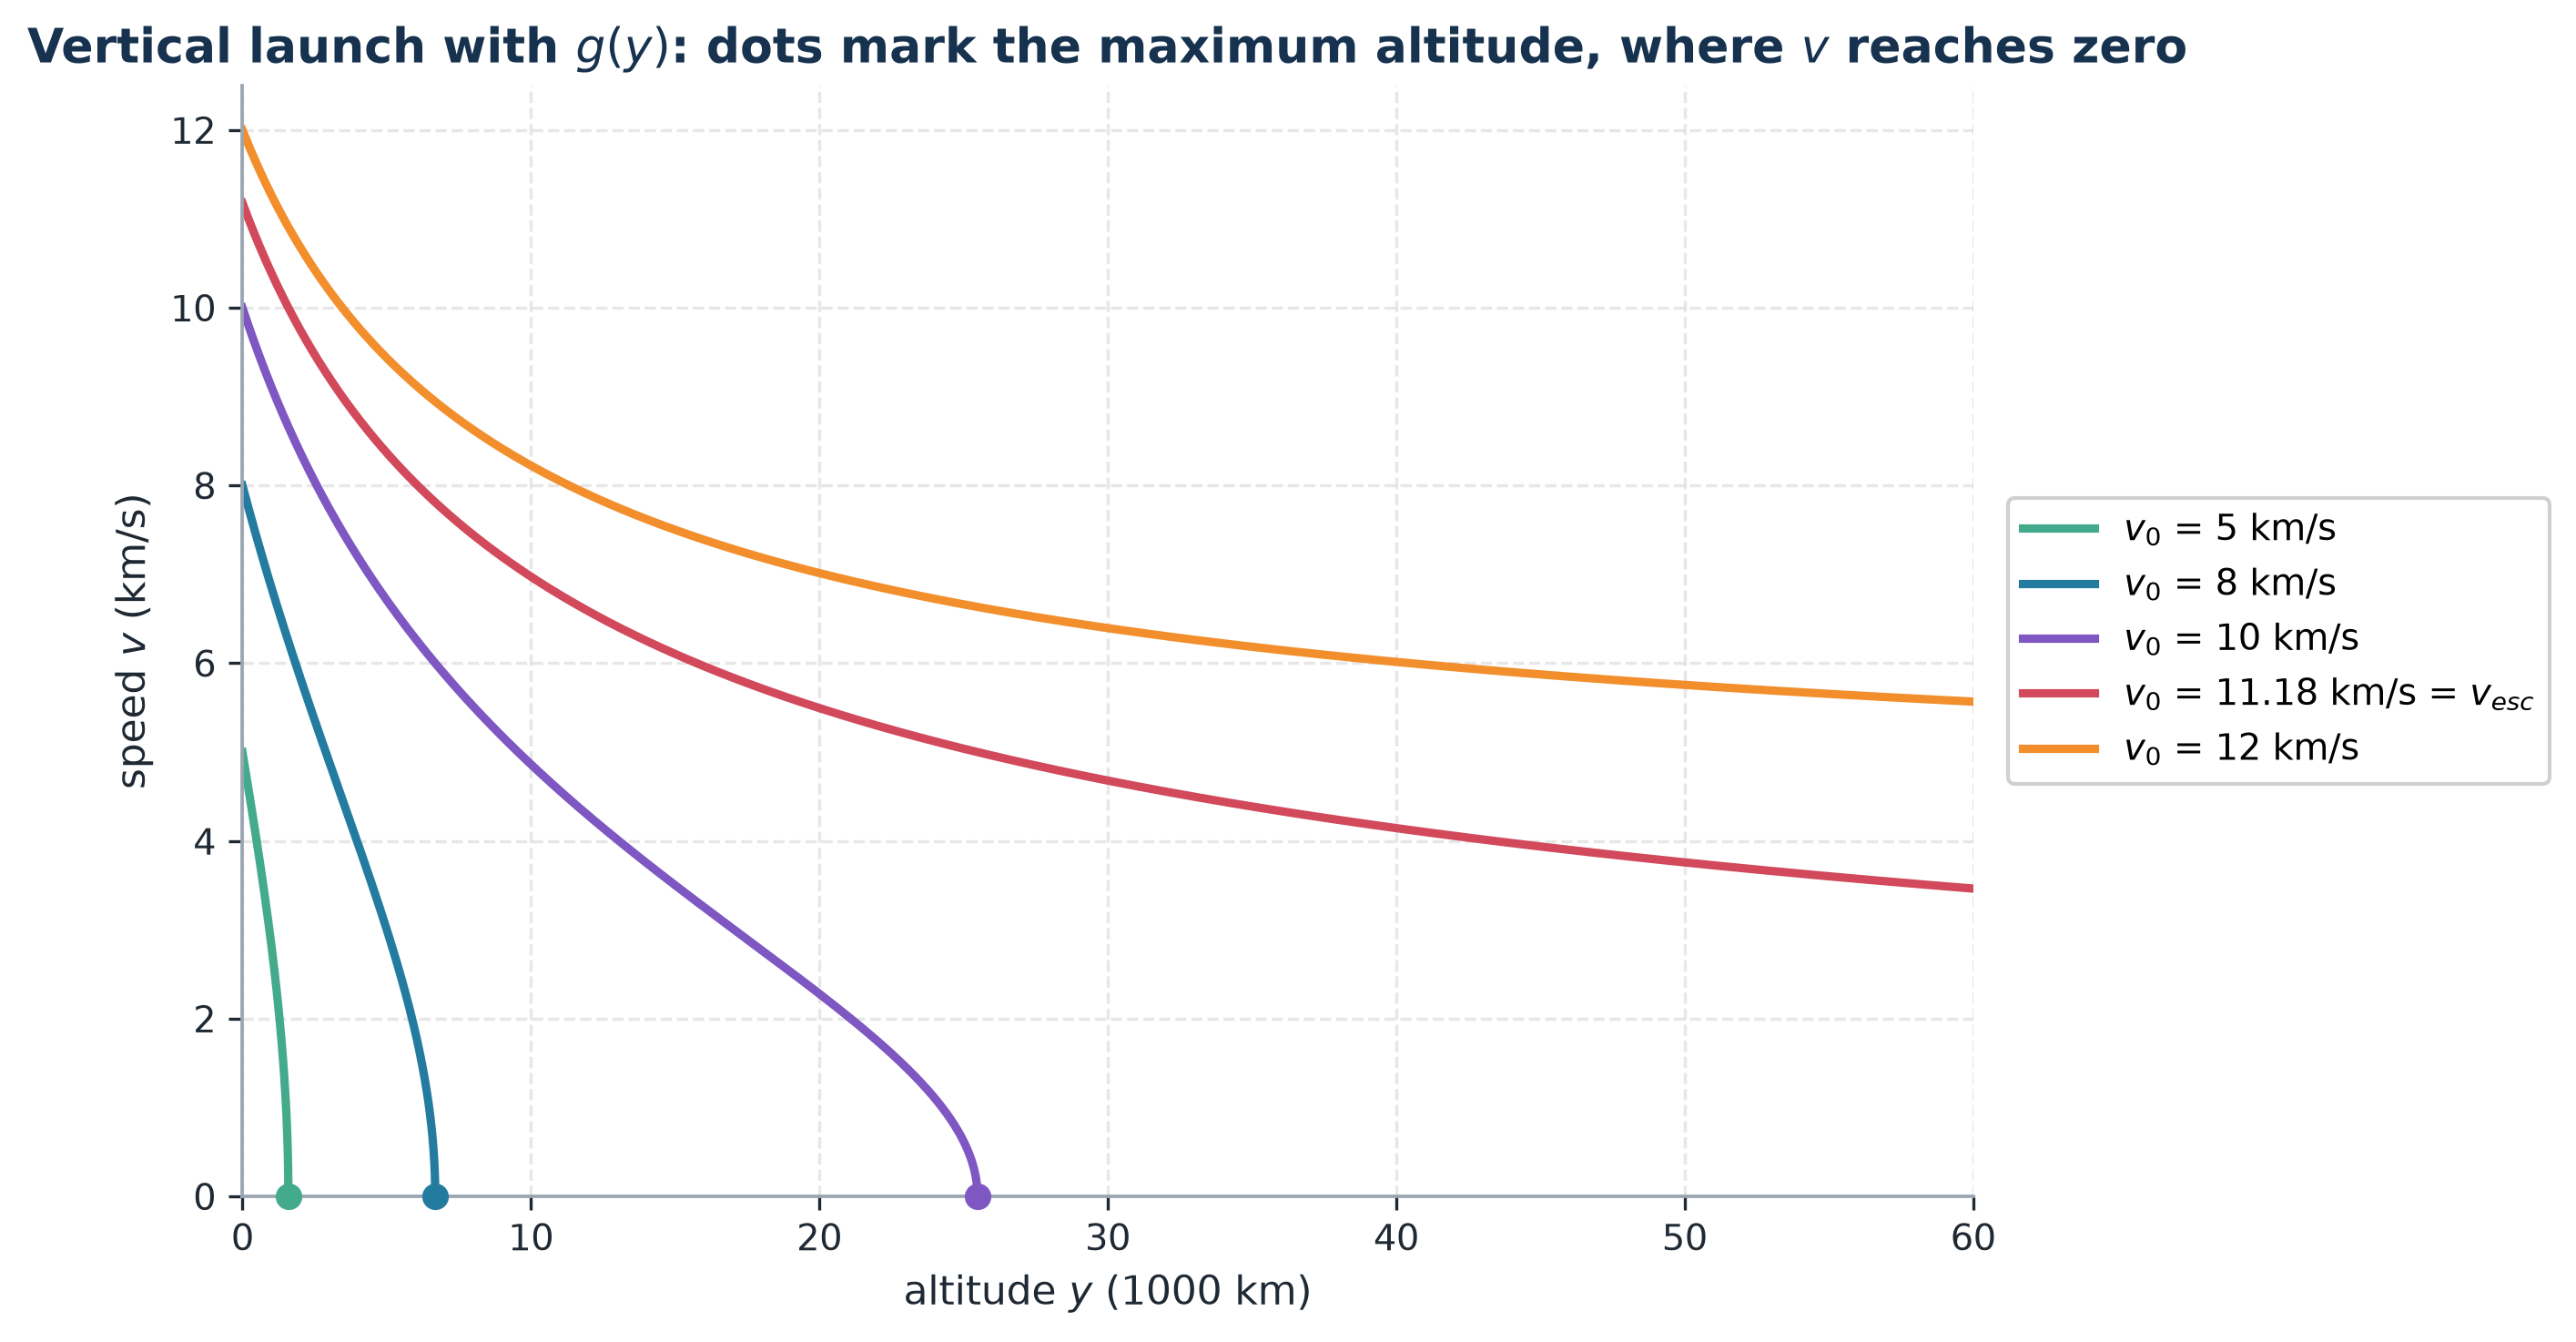 Vertical launch with g(y): dots mark the maximum altitude, where v reaches zero
12
10
8
6
4
2
0
speed v (km/s)
0 10 20 30 40 50 60
altitude y (1000 km)
v₀ = 5 km/s
v₀ = 8 km/s
v₀ = 10 km/s
v₀ = 11.18 km/s = v_esc
v₀ = 12 km/s